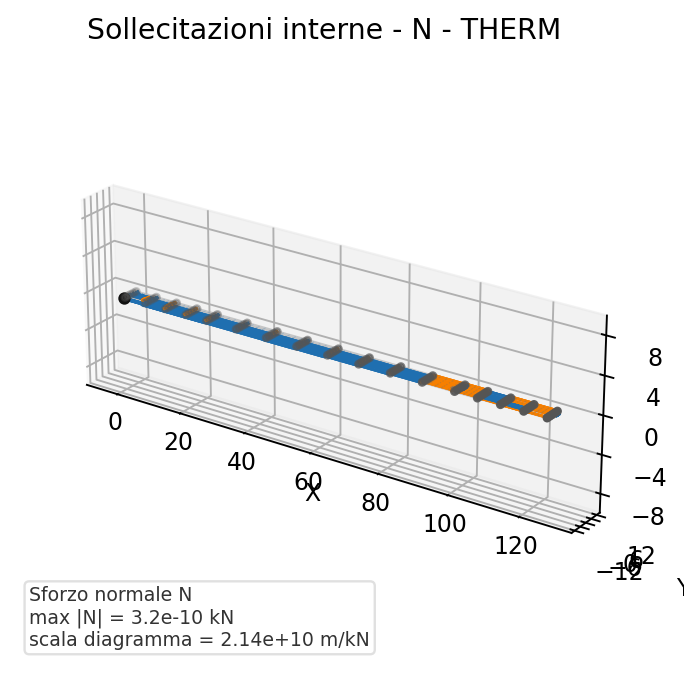 Sollecitazioni interne - N - THERM
8
4
0
−4
−8
0
20
40
60
80
100
120
X
12
−12
Y
Sforzo normale N
max |N| = 3.2e-10 kN
scala diagramma = 2.14e+10 m/kN